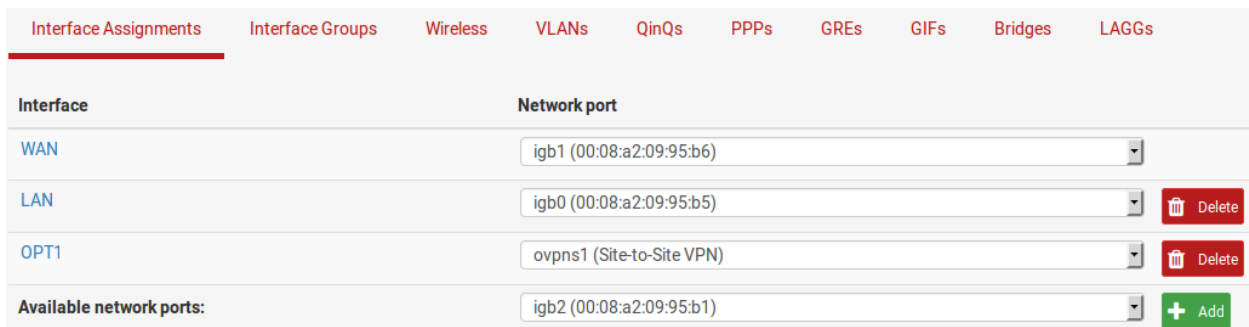 Interface Assignments Interface Groups Wireless VLANs QinQs PPPs GREs GIFs Bridges LAGGs
Interface Network port
WAN igb1 (00:08:a2:09:95:b6)
LAN igb0 (00:08:a2:09:95:b5) Delete
OPT1 ovpns1 (Site-to-Site VPN) Delete
Available network ports: igb2 (00:08:a2:09:95:b1) Add